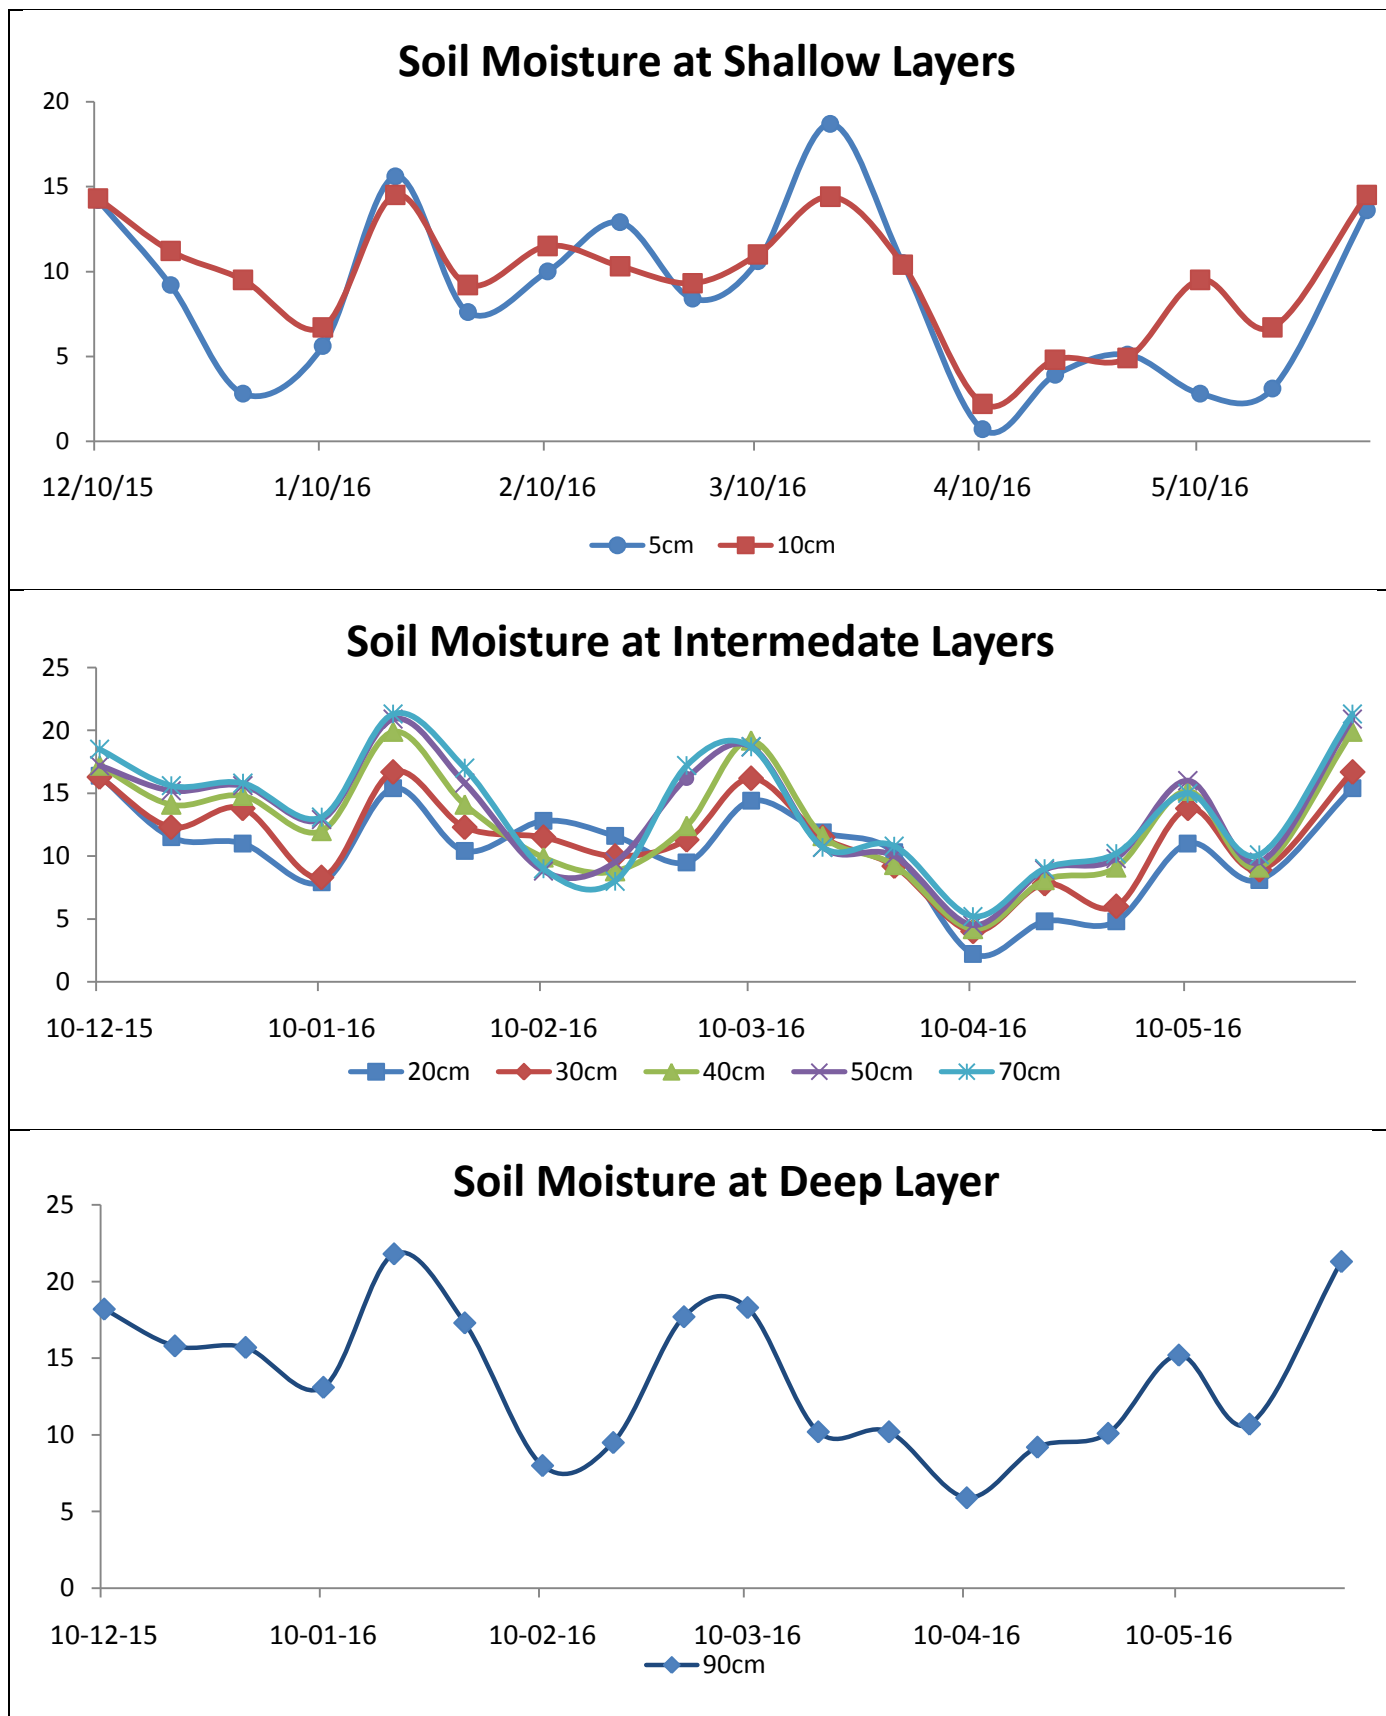 Soil Moisture at Shallow Layers
20
15
10
5
0
12/10/15 1/10/16 2/10/16 3/10/16 4/10/16 5/10/16
5cm 10cm
Soil Moisture at Intermedate Layers
25
20
15
10
5
0
10-12-15 10-01-16 10-02-16 10-03-16 10-04-16 10-05-16
20cm 30cm 40cm 50cm 70cm
Soil Moisture at Deep Layer
25
20
15
10
5
0
10-12-15 10-01-16 10-02-16 10-03-16 10-04-16 10-05-16
90cm